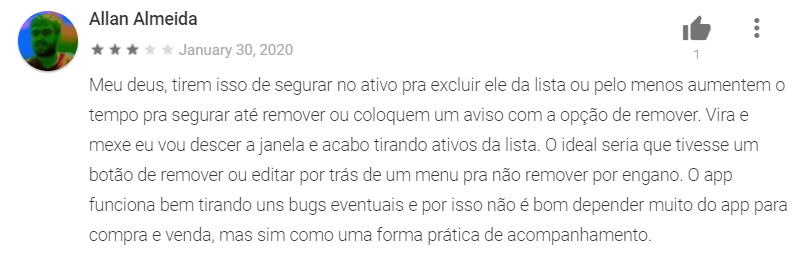 Allan Almeida
January 30, 2020
1
Meu deus, tirem isso de segurar no ativo pra excluir ele da lista ou pelo menos aumentem o
tempo pra segurar até remover ou coloquem um aviso com a opção de remover. Vira e
mexe eu vou descer a janela e acabo tirando ativos da lista. O ideal seria que tivesse um
botão de remover ou editar por trás de um menu pra não remover por engano. O app
funciona bem tirando uns bugs eventuais e por isso não é bom depender muito do app para
compra e venda, mas sim como uma forma prática de acompanhamento.